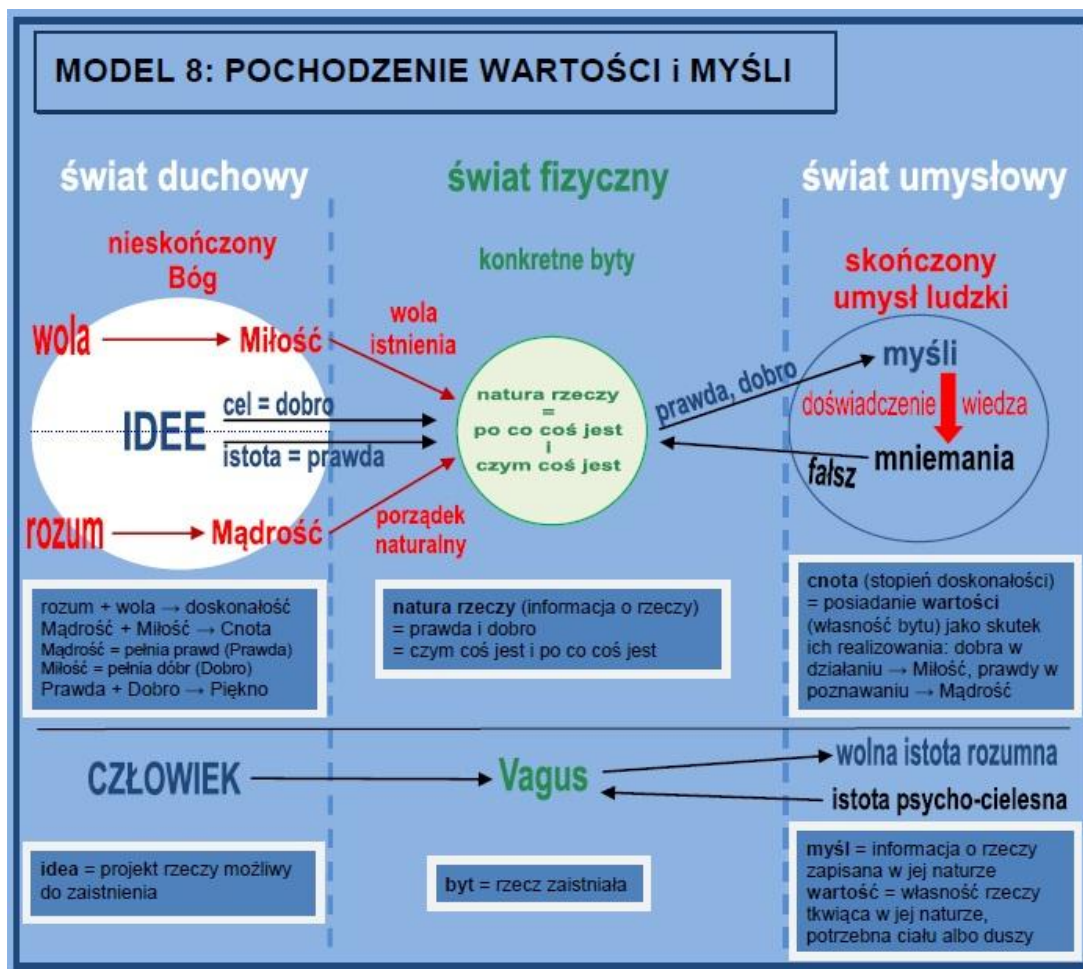 MODEL 8: POCHODZENIE WARTOŚCI i MYŚLI
świat duchowy
świat fizyczny
świat umysłowy
nieskończony
Bóg
wola
Miłość
IDEE
cel = dobro
istota = prawda
rozum
Mądrość
wola
istnienia
porządek
naturalny
konkretne byty
natura rzeczy
=
po co coś jest
i
czym coś jest
prawda, dobro
fałsz
skończony
umysł ludzki
myśli
doświadczenie
wiedza
mniemania
rozum + wola → doskonałość
Mądrość + Miłość → Cnota
Mądrość = pełnia prawd (Prawda)
Miłość = pełnia dóbr (Dobro)
Prawda + Dobro → Piękno
natura rzeczy (informacja o rzeczy)
= prawda i dobro
= czym coś jest i po co coś jest
cnota (stopień doskonałości)
= posiadanie wartości
(własność bytu) jako skutek
ich realizowania: dobra w
działaniu → Miłość, prawdy w
poznawaniu → Mądrość
CZŁOWIEK
Vagus
wolna istota rozumna
istota psycho-cielesna
idea = projekt rzeczy możliwy
do zaistnienia
byt = rzecz zaistniała
myśl = informacja o rzeczy
zapisana w jej naturze
wartość = własność rzeczy
tkwiąca w jej naturze,
potrzebna ciału albo duszy